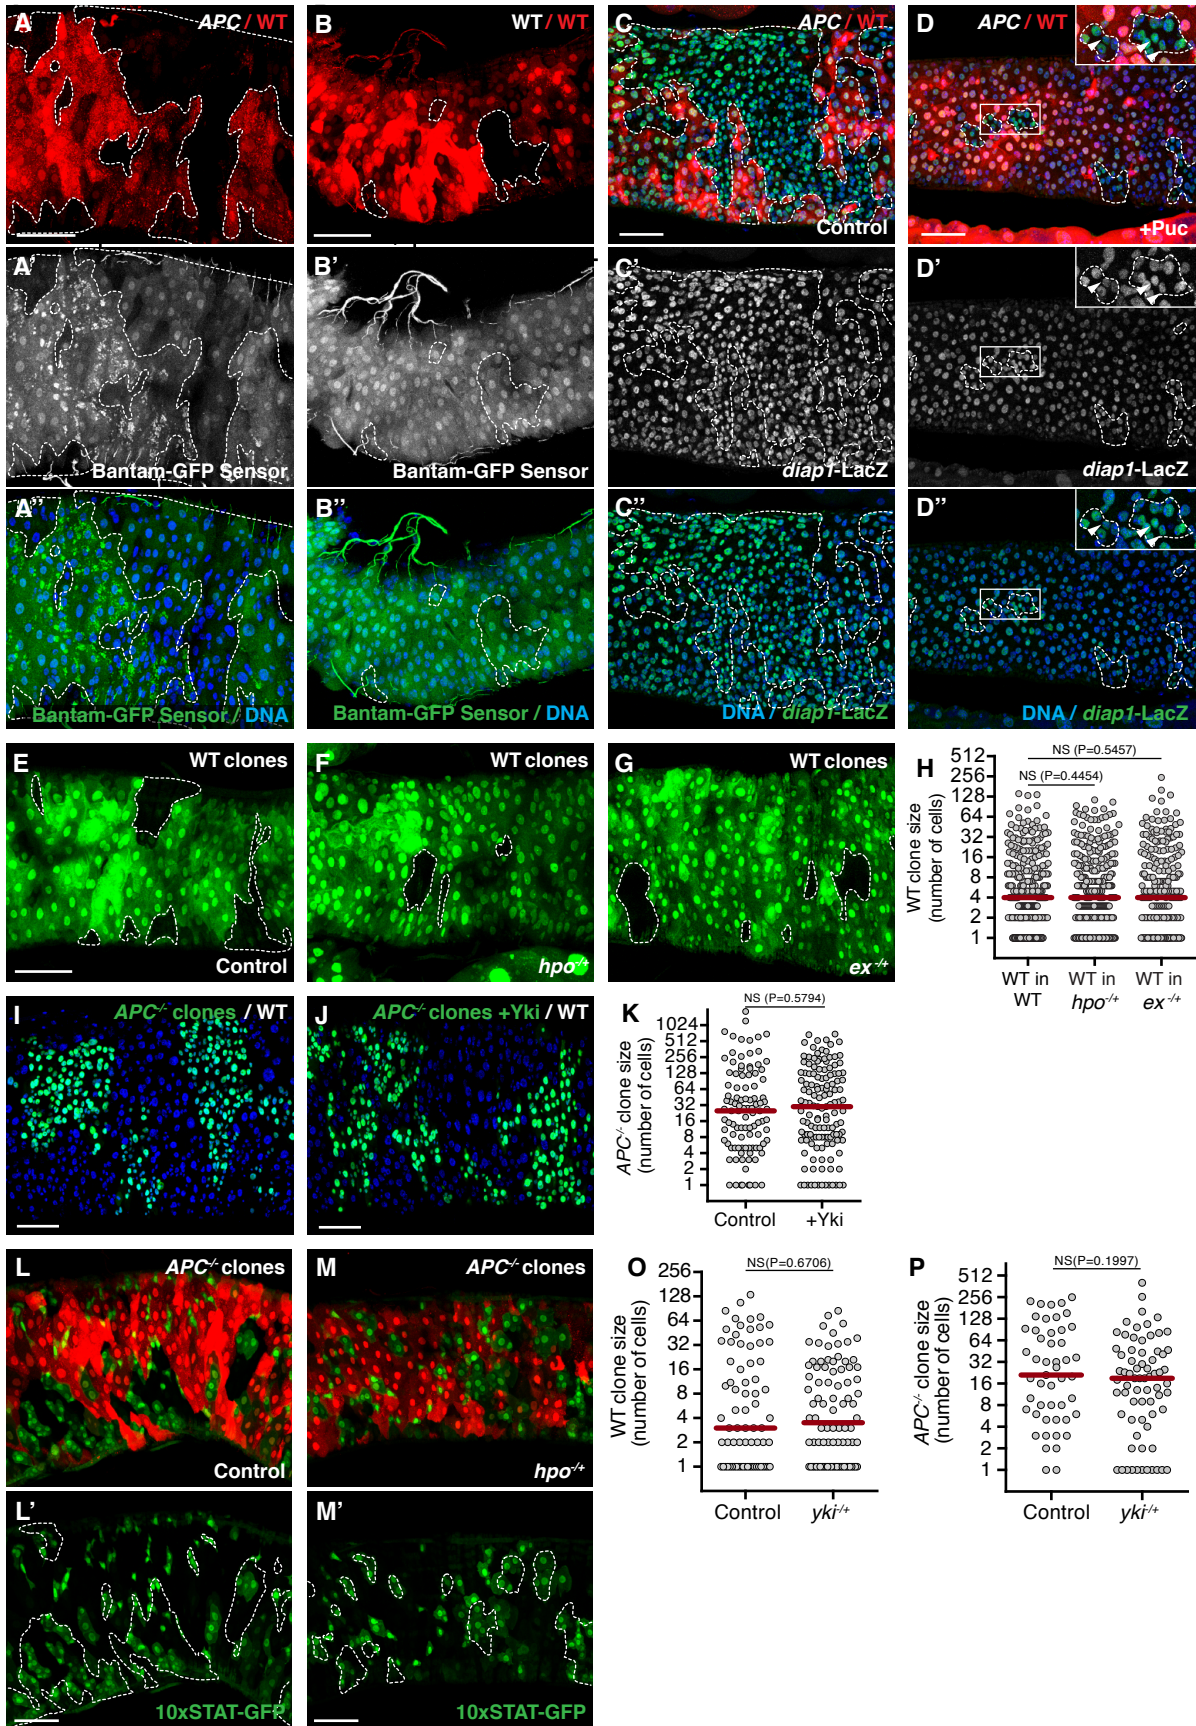 A
APC / WT
B
WT / WT
C
APC / WT
Control
D
APC / WT
+Puc
A'
Bantam-GFP Sensor
B'
Bantam-GFP Sensor
C'
diap1-LacZ
D'
diap1-LacZ
A''
Bantam-GFP Sensor / DNA
B''
Bantam-GFP Sensor / DNA
C''
DNA / diap1-LacZ
D''
DNA / diap1-LacZ
E
WT clones
Control
F
WT clones
hpo-/+
G
WT clones
ex-/+
H
NS (P=0.5457)
NS (P=0.4454)
WT clone size
(number of cells)
512
256
128
64
32
16
8
4
2
1
WT in WT
WT in hpo-/+
WT in ex-/+
I
APC-/- clones / WT
J
APC-/- clones +Yki / WT
K
NS (P=0.5794)
APC-/- clone size
(number of cells)
1024
512
256
128
64
32
16
8
4
2
1
Control
+Yki
L
APC-/- clones
Control
M
APC-/- clones
hpo-/+
L'
10xSTAT-GFP
M'
10xSTAT-GFP
O
NS(P=0.6706)
WT clone size
(number of cells)
256
128
64
32
16
8
4
2
1
Control
yki-/+
P
NS(P=0.1997)
APC-/- clone size
(number of cells)
512
256
128
64
32
16
8
4
2
1
Control
yki-/+